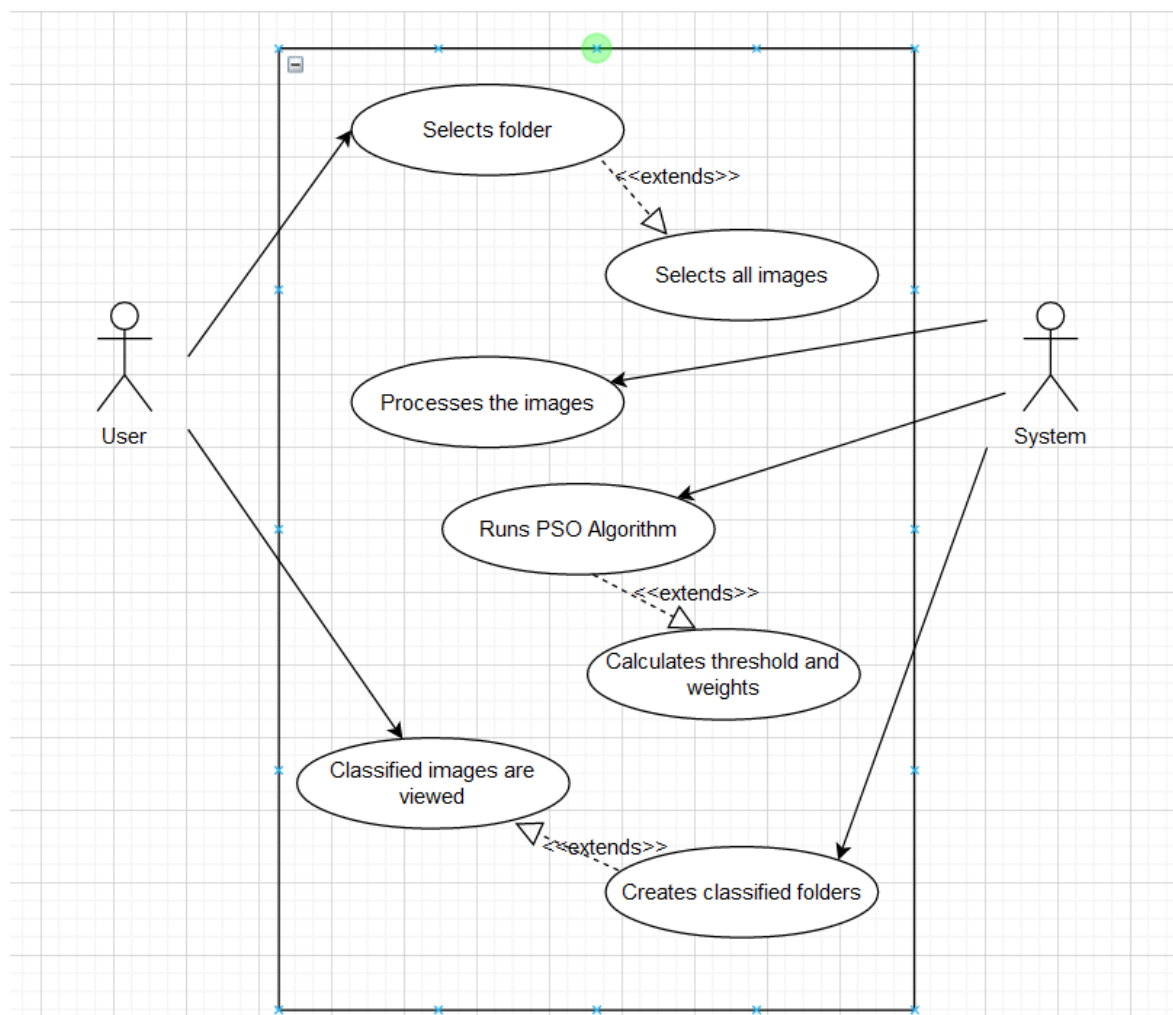 Selects folder
<<extends>>
Selects all images
Processes the images
User
System
Runs PSO Algorithm
<<extends>>
Calculates threshold and
weights
Classified images are
viewed
<<extends>>
Creates classified folders